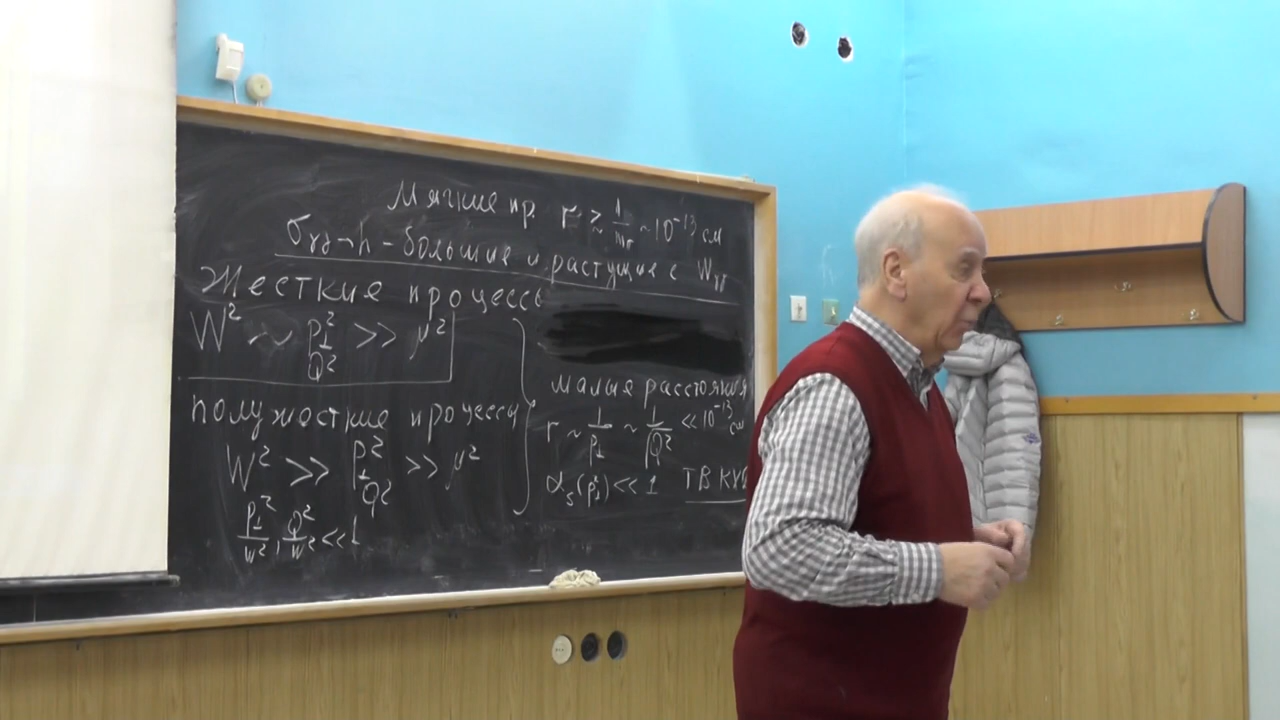 Мягкие пр. r ≳ 1/mπ ~ 10⁻¹³ см
σγγ→h - большие и растущие с Wγγ
Жесткие процессы
W² ~ p⊥² Q² >> μ²
Полужосткие процессы
W² >> p⊥² Q² >> μ²
p⊥²/W², Q²/W² << 1
малые расстояния
r ~ 1/p⊥ ~ 1/Q² << 10⁻¹³ см
αs(p⊥²) << 1 ТВ КХД